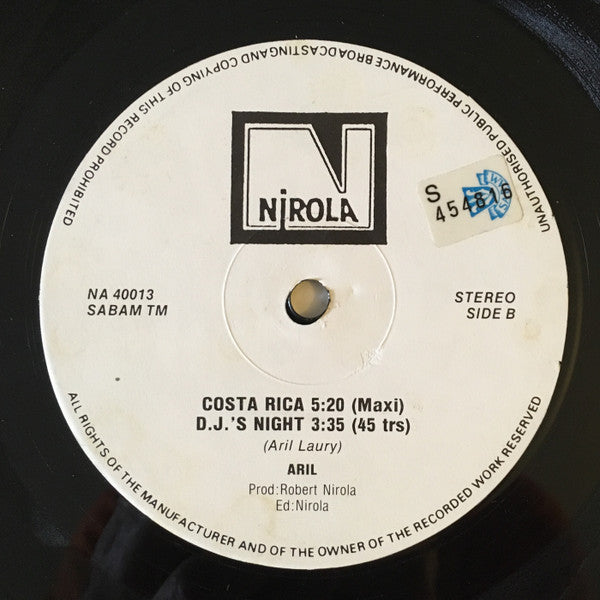 UNAUTHORISED PUBLIC PERFORMANCE BROADCASTINGAND COPYING OF THIS RECORD PROHIBITED
NIROLA
S
454816
NA 40013
SABAM TM
STEREO
SIDE B
COSTA RICA 5:20 (Maxi)
D.J.'S NIGHT 3:35 (45 trs)
(Aril Laury)
ARIL
Prod:Robert Nirola
Ed:Nirola
ALL RIGHTS OF THE MANUFACTURER AND OF THE OWNER OF THE RECORDED WORK RESERVED